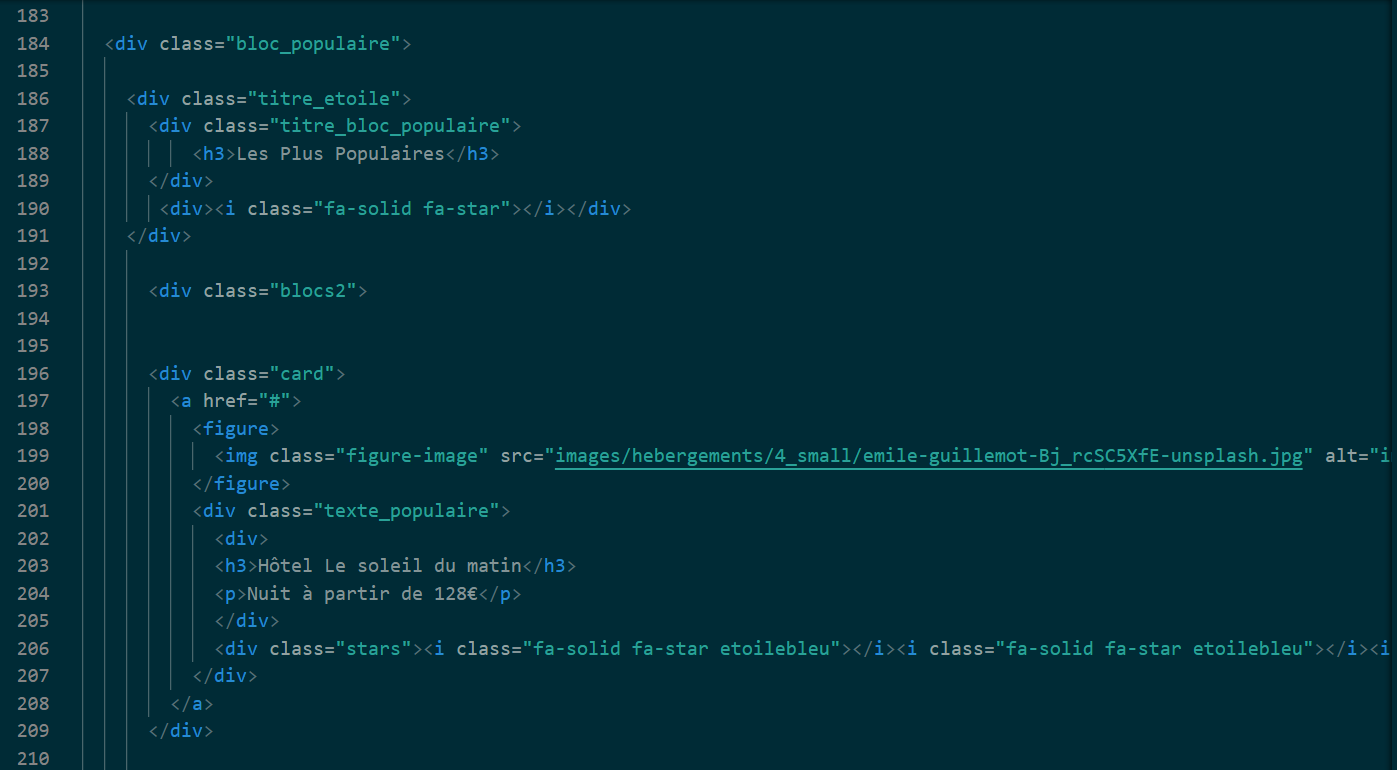 183
184 <div class="bloc_populaire">
185
186 <div class="titre_etoile">
187 <div class="titre_bloc_populaire">
188 <h3>Les Plus Populaires</h3>
189 </div>
190 <div><i class="fa-solid fa-star"></i></div>
191 </div>
192
193 <div class="blocs2">
194
195
196 <div class="card">
197 <a href="#">
198 <figure>
199 <img class="figure-image" src="images/hebergements/4_small/emile-guillemot-Bj_rcSC5XfE-unsplash.jpg" alt="i
200 </figure>
201 <div class="texte_populaire">
202 <div>
203 <h3>Hôtel Le soleil du matin</h3>
204 <p>Nuit à partir de 128€</p>
205 </div>
206 <div class="stars"><i class="fa-solid fa-star etoilebleu"></i><i class="fa-solid fa-star etoilebleu"></i><i
207 </div>
208 </a>
209 </div>
210